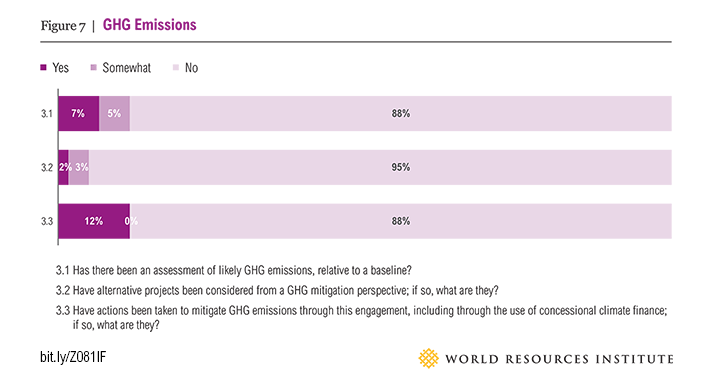 Figure 7 | GHG Emissions
Yes Somewhat No
3.1 7% 5% 88%
3.2 2% 3% 95%
3.3 12% 0% 88%
3.1 Has there been an assessment of likely GHG emissions, relative to a baseline?
3.2 Have alternative projects been considered from a GHG mitigation perspective; if so, what are they?
3.3 Have actions been taken to mitigate GHG emissions through this engagement, including through the use of concessional climate finance;
if so, what are they?
bit.ly/Z081IF WORLD RESOURCES INSTITUTE